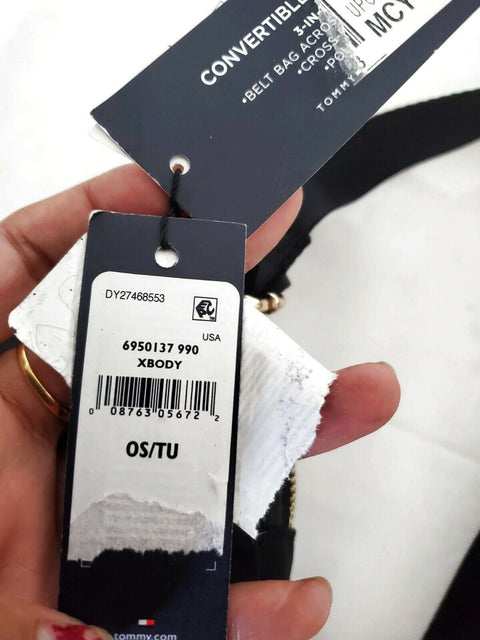 CONVERTIBLE
3-IN
•BELT BAG ACRO
•CROSS
•PO
TOMM
UPC
MCY
DY27468553
USA
6950137 990
XBODY
0 08763 05672 2
OS/TU
tommy.com